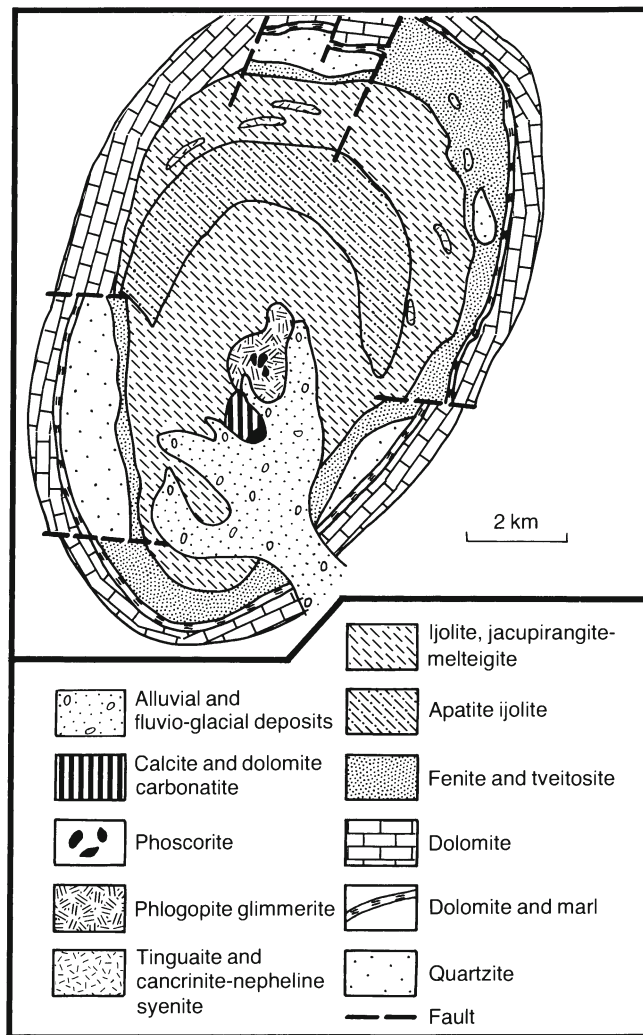 2 km
Ijolite, jacupirangite-
melteigite
Alluvial and
fluvio-glacial deposits
Apatite ijolite
Calcite and dolomite
carbonatite
Fenite and tveitosite
Phoscorite
Dolomite
Phlogopite glimmerite
Dolomite and marl
Tinguaite and
cancrinite-nepheline
syenite
Quartzite
Fault